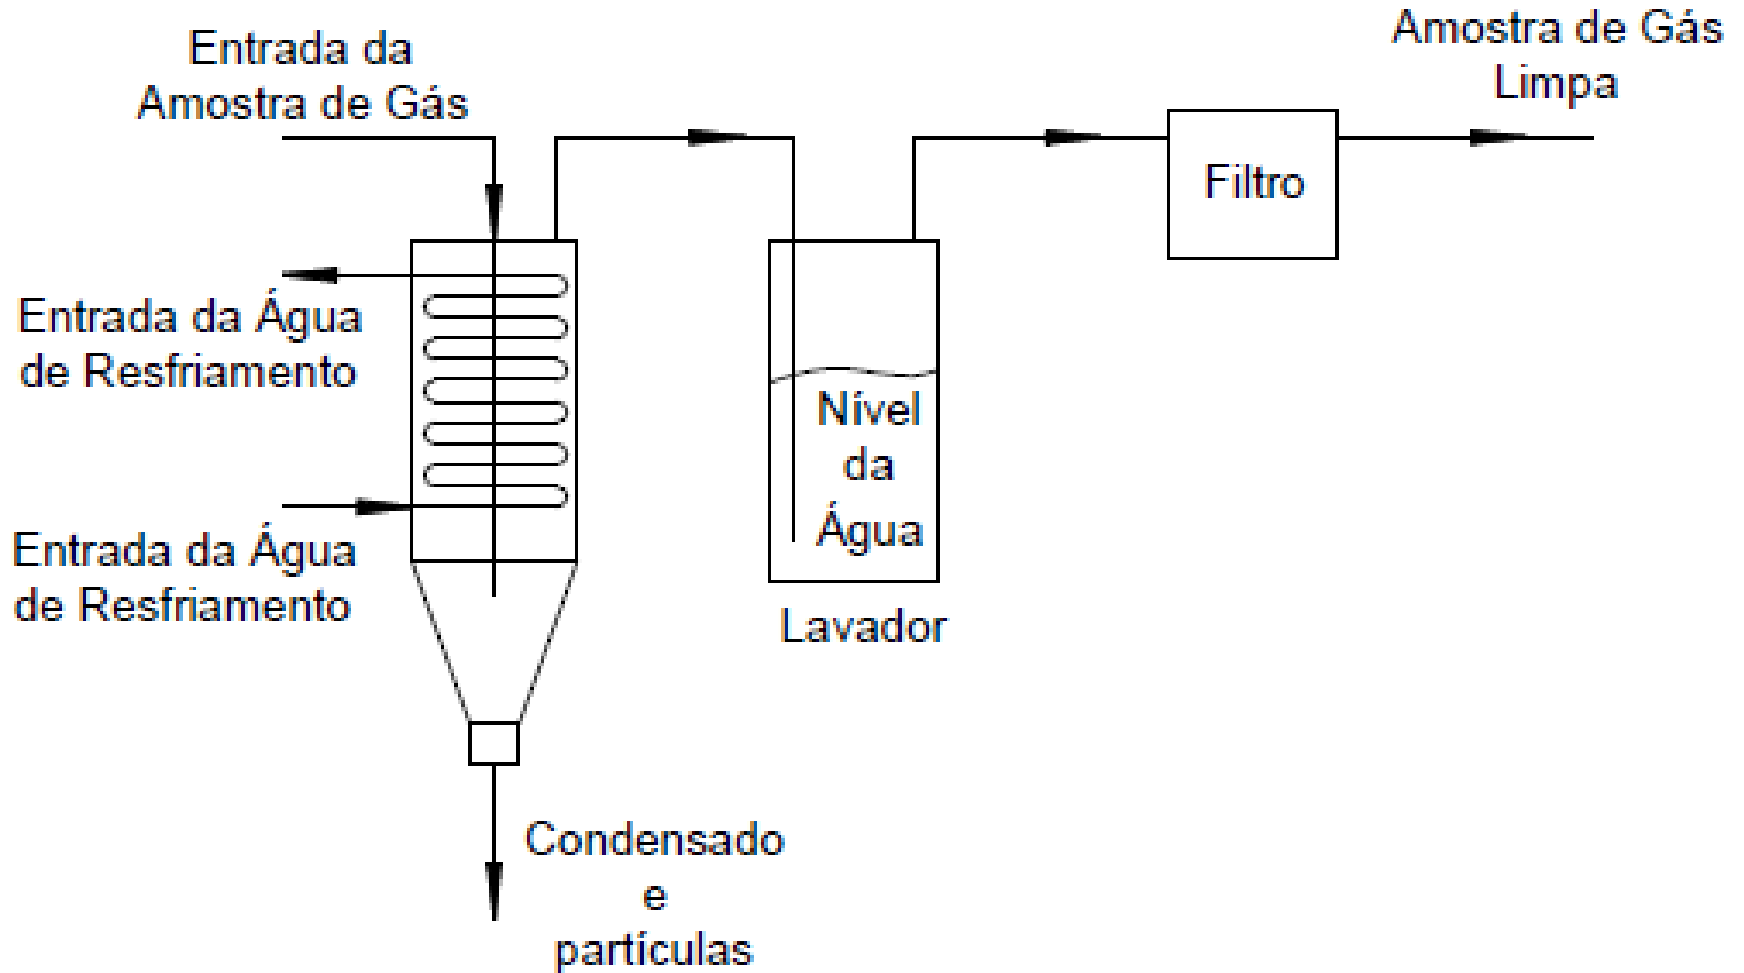 Entrada da
Amostra de Gás
Amostra de Gás
Limpa
Filtro
Entrada da Água
de Resfriamento
Nível
da
Água
Entrada da Água
de Resfriamento
Lavador
Condensado
e
partículas